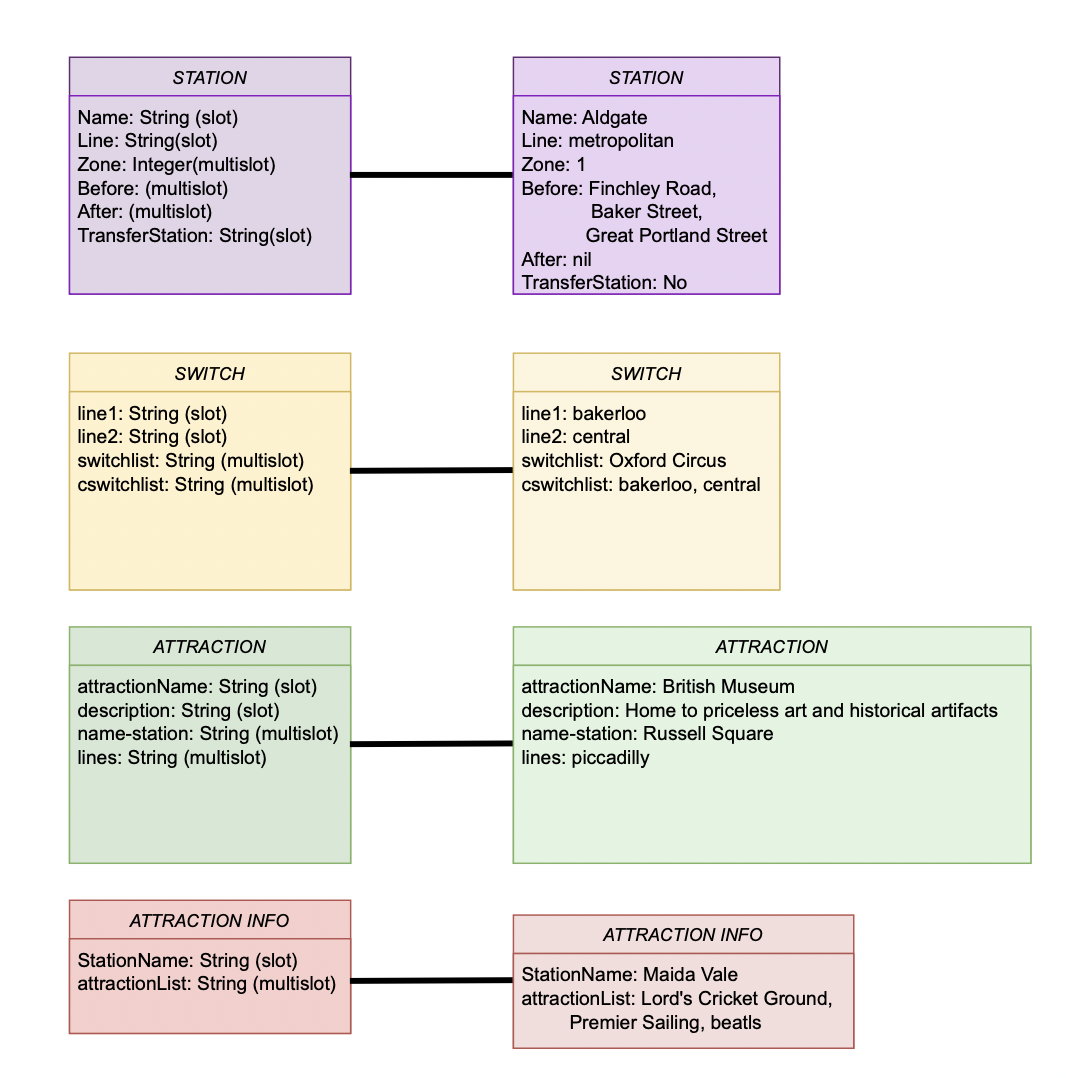 STATION
Name: String (slot)
Line: String(slot)
Zone: Integer(multislot)
Before: (multislot)
After: (multislot)
TransferStation: String(slot)
STATION
Name: Aldgate
Line: metropolitan
Zone: 1
Before: Finchley Road,
Baker Street,
Great Portland Street
After: nil
TransferStation: No
SWITCH
line1: String (slot)
line2: String (slot)
switchlist: String (multislot)
cswitchlist: String (multislot)
SWITCH
line1: bakerloo
line2: central
switchlist: Oxford Circus
cswitchlist: bakerloo, central
ATTRACTION
attractionName: String (slot)
description: String (slot)
name-station: String (multislot)
lines: String (multislot)
ATTRACTION
attractionName: British Museum
description: Home to priceless art and historical artifacts
name-station: Russell Square
lines: piccadilly
ATTRACTION INFO
StationName: String (slot)
attractionList: String (multislot)
ATTRACTION INFO
StationName: Maida Vale
attractionList: Lord's Cricket Ground,
Premier Sailing, beatls